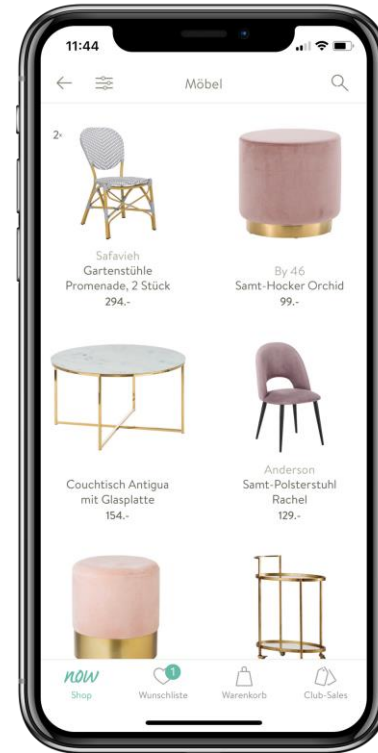 11:44
Möbel
2×
Safavieh
Gartenstühle
Promenade, 2 Stück
294.-
By 46
Samt-Hocker Orchid
99.-
Couchtisch Antigua
mit Glasplatte
154.-
Anderson
Samt-Polsterstuhl
Rachel
129.-
now
1
Shop
Wunschliste
Warenkorb
Club-Sales